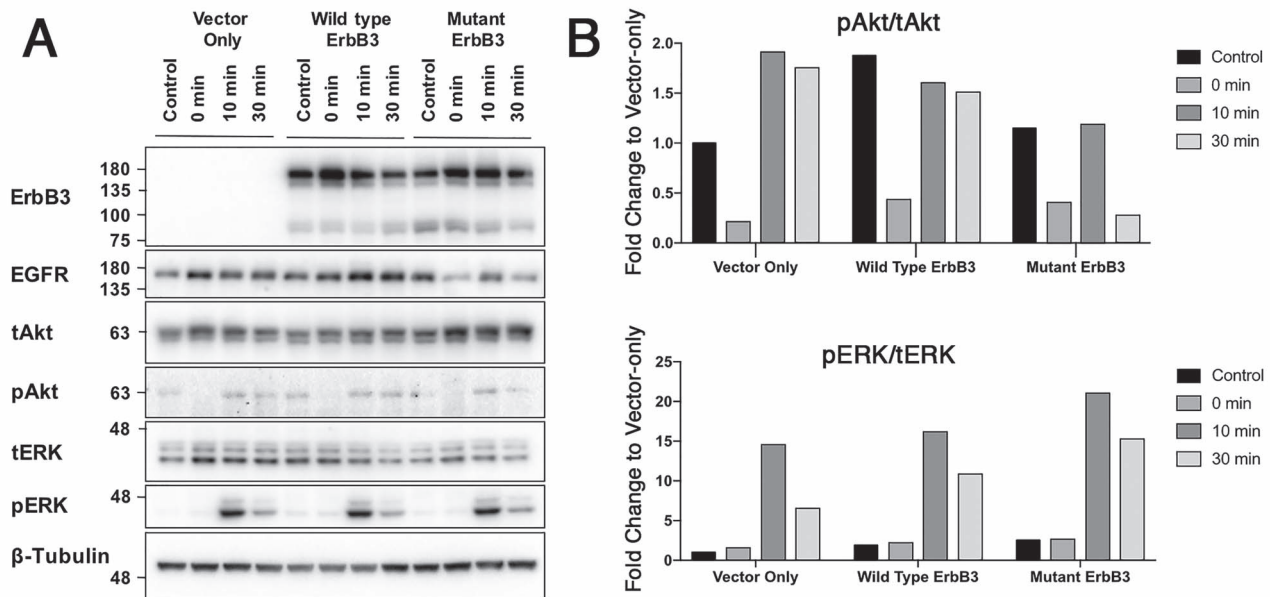 A
Vector
Only
Wild type
ErbB3
Mutant
ErbB3
Control
0 min
10 min
30 min
Control
0 min
10 min
30 min
Control
0 min
10 min
30 min
ErbB3
180
135
100
75
EGFR
180
135
tAkt
63
pAkt
63
tERK
48
pERK
48
β-Tubulin
48
B
pAkt/tAkt
Fold Change to Vector-only
2.0
1.5
1.0
0.5
0.0
Vector Only
Wild Type ErbB3
Mutant ErbB3
Control
0 min
10 min
30 min
pERK/tERK
Fold Change to Vector-only
25
20
15
10
5
0
Vector Only
Wild Type ErbB3
Mutant ErbB3
Control
0 min
10 min
30 min